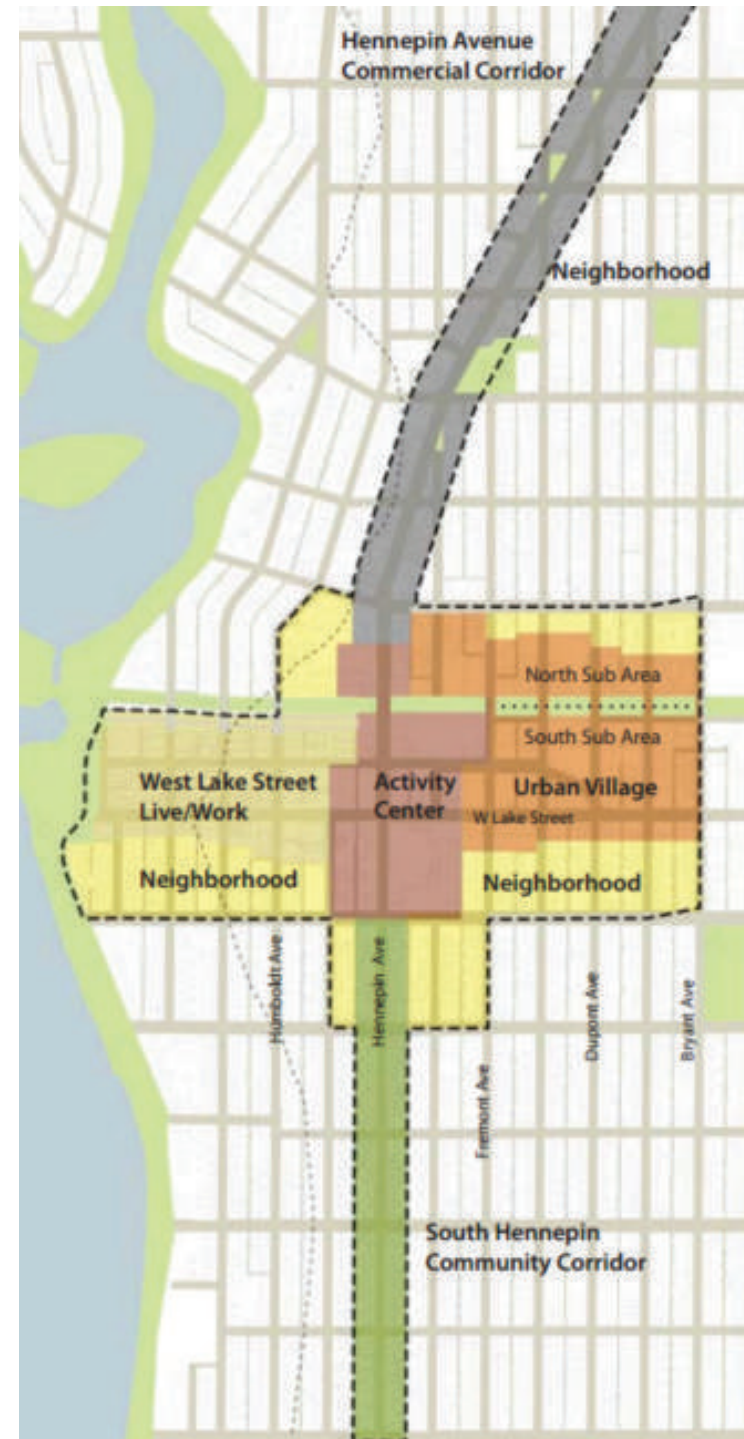 Hennepin Avenue
Commercial Corridor
Neighborhood
North Sub Area
South Sub Area
West Lake Street
Live/Work
Activity
Center
Urban Village
W Lake Street
Neighborhood
Neighborhood
Humboldt Ave
Hennepin Ave
Fremont Ave
Dupont Ave
Bryant Ave
South Hennepin
Community Corridor